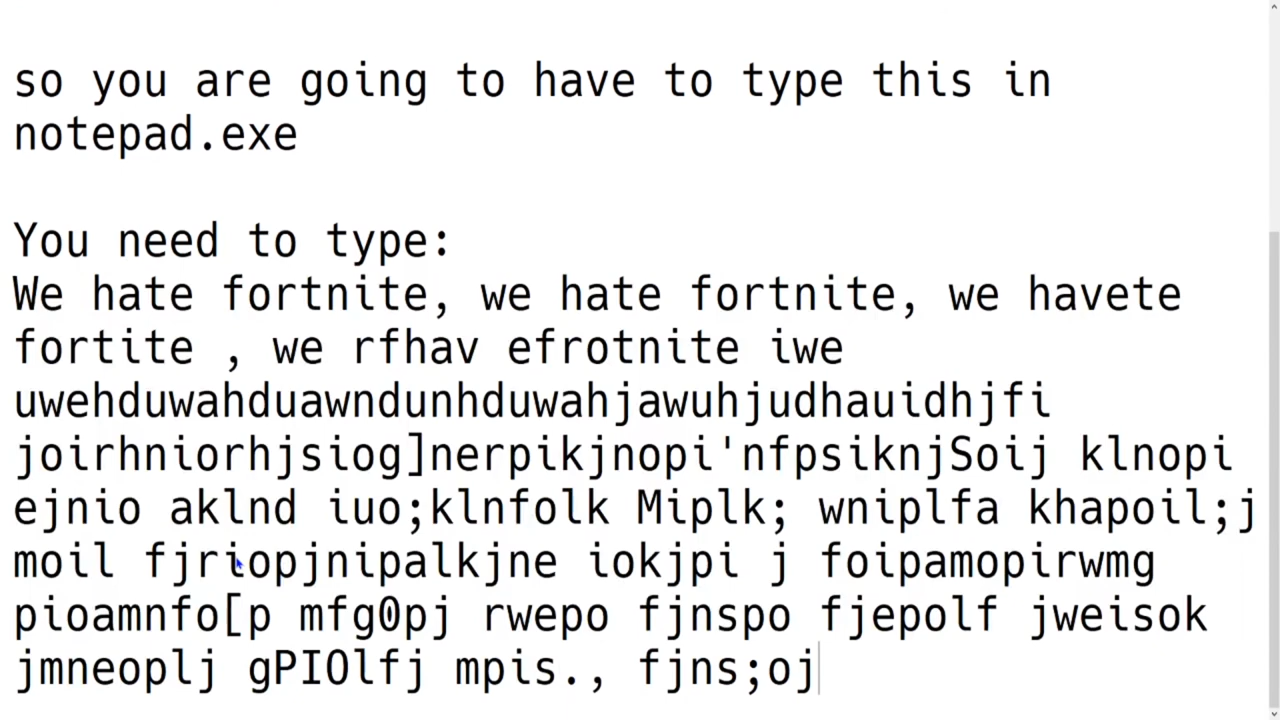 so you are going to have to type this in
notepad.exe
You need to type:
We hate fortnite, we hate fortnite, we havete
fortite , we rfhav efrotnite iwe
uwehduwahduawndunhduwahjawuhjudhauidhjfi
joirhniorhjsiog]nerpikjnopi'nfpsiknjSoij klnopi
ejnio aklnd iuo;klnfolk Miplk; wniplfa khapoil;j
moil fjriopjnipalkjne iokjpi j foipamopirwmg
pioamnfo[p mfg0pj rwepo fjnspo fjepolf jweisok
jmneoplj gPIOlfj mpis., fjns;oj